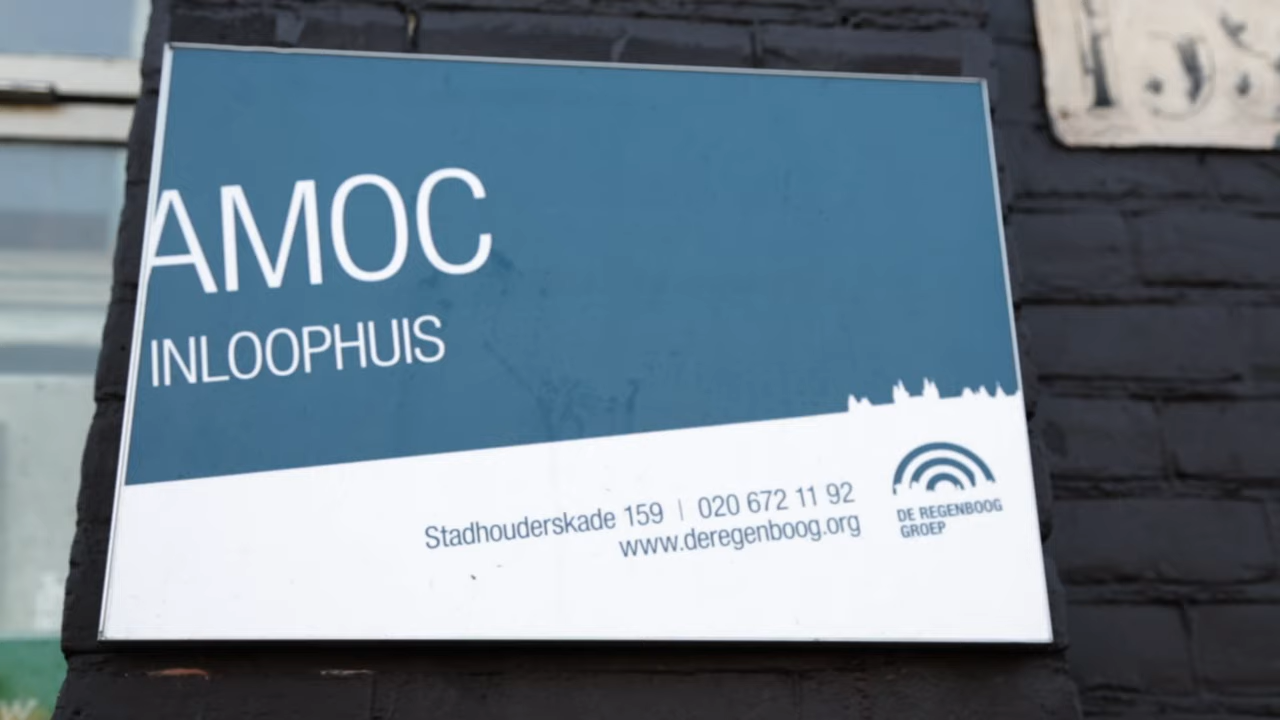 AMOC
INLOOPHUIS
Stadhouderskade 159 | 020 672 11 92
www.deregenboog.org
DE REGENBOOG
GROEP